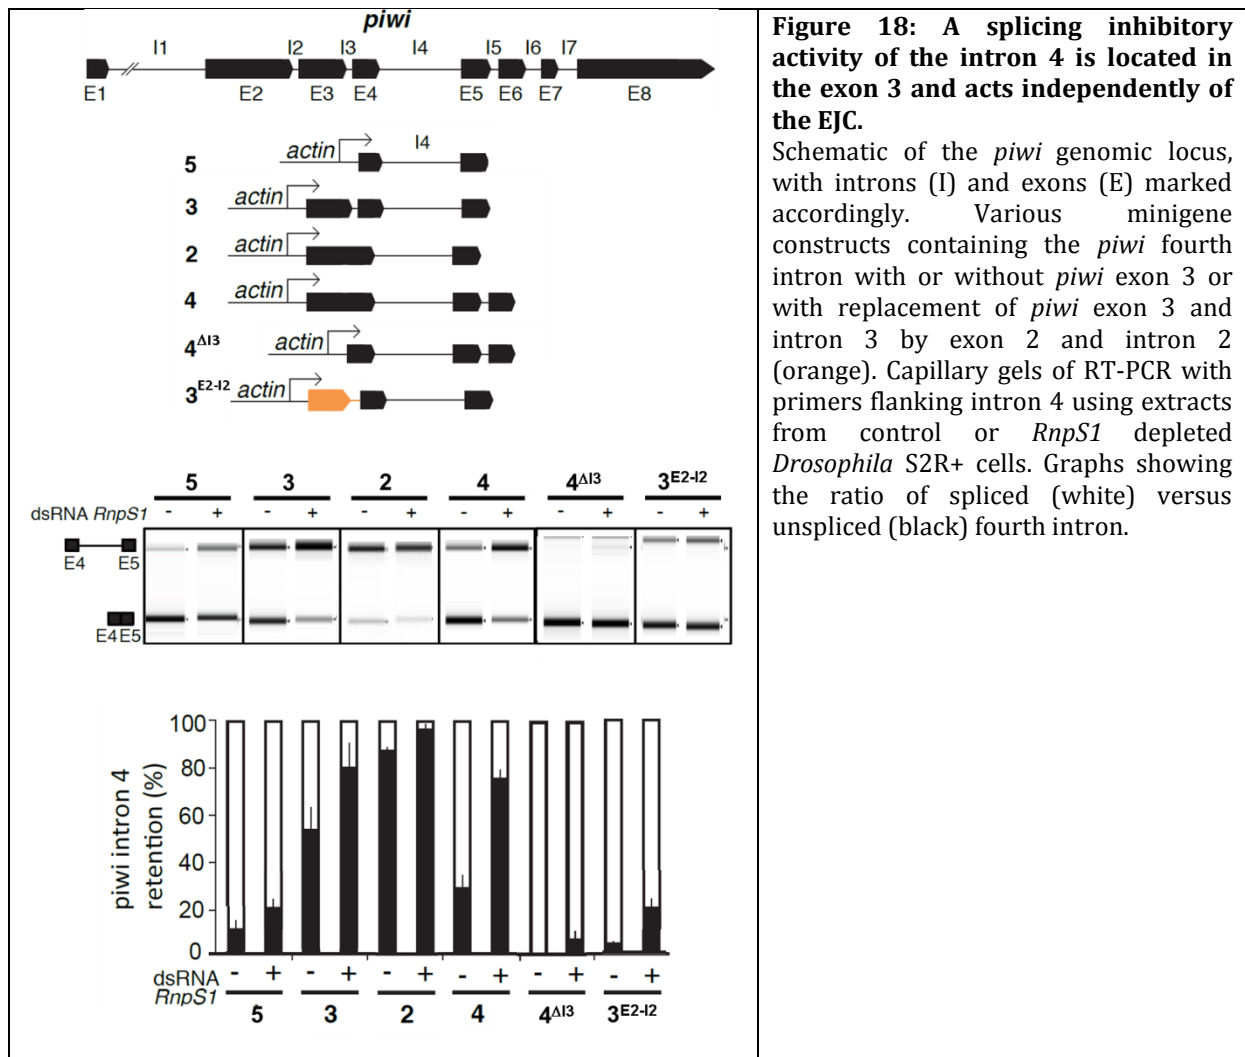 piwi
I1 I2 I3 I4 I5 I6 I7
E1 E2 E3 E4 E5 E6 E7 E8
5 actin I4
3 actin
2 actin
4 actin
4ΔI3 actin
3E2-I2 actin
5 3 2 4 4ΔI3 3E2-I2
dsRNA RnpS1 - + - + - + - + - + - +
E4 E5
E4E5
piwi intron 4
retention (%)
100
80
60
40
20
0
dsRNA - + - + - + - + - + - +
RnpS1
5 3 2 4 4ΔI3 3E2-I2
Figure 18: A splicing inhibitory
activity of the intron 4 is located in
the exon 3 and acts independently of
the EJC.
Schematic of the piwi genomic locus,
with introns (I) and exons (E) marked
accordingly. Various minigene
constructs containing the piwi fourth
intron with or without piwi exon 3 or
with replacement of piwi exon 3 and
intron 3 by exon 2 and intron 2
(orange). Capillary gels of RT-PCR with
primers flanking intron 4 using extracts
from control or RnpS1 depleted
Drosophila S2R+ cells. Graphs showing
the ratio of spliced (white) versus
unspliced (black) fourth intron.